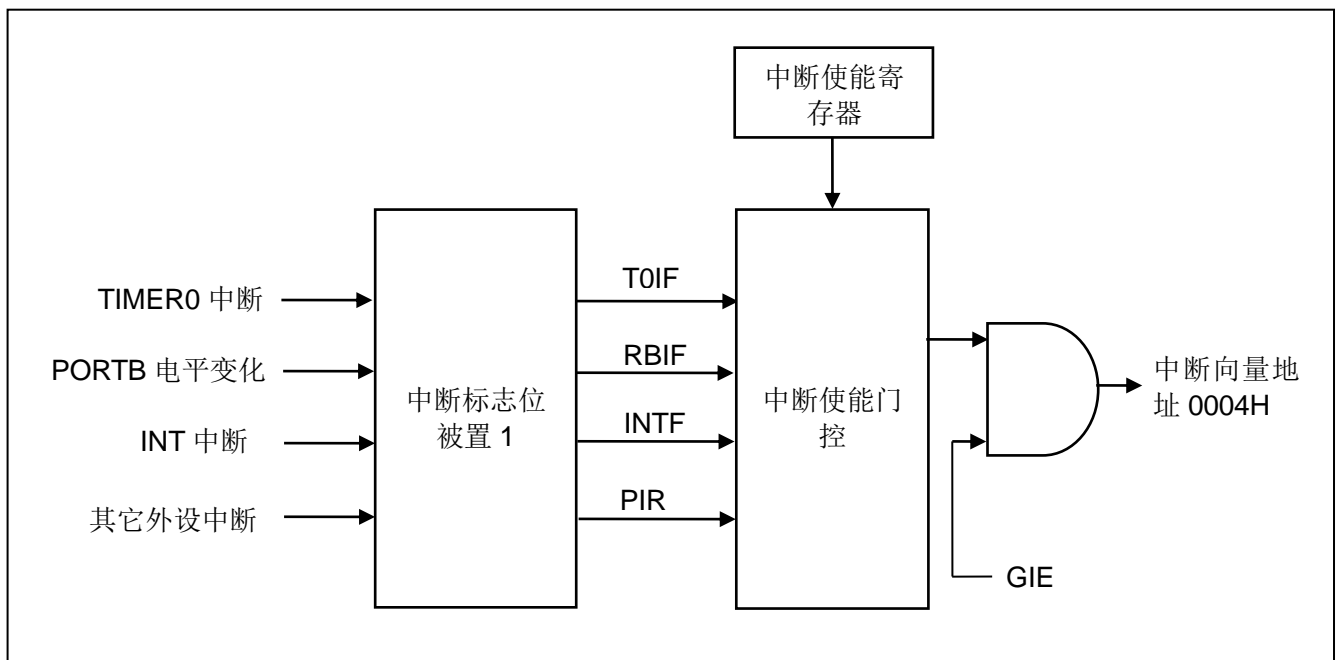 中断使能寄
存器
TIMER0 中断
PORTB 电平变化
INT 中断
其它外设中断
中断标志位
被置 1
T0IF
RBIF
INTF
PIR
中断使能门
控
GIE
中断向量地
址 0004H